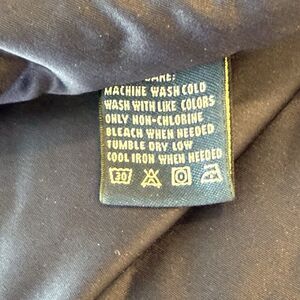 CARE:
MACHINE WASH COLD
WASH WITH LIKE COLORS
ONLY NON-CHLORINE
BLEACH WHEN NEEDED
TUMBLE DRY LOW
COOL IRON WHEN NEEDED
30